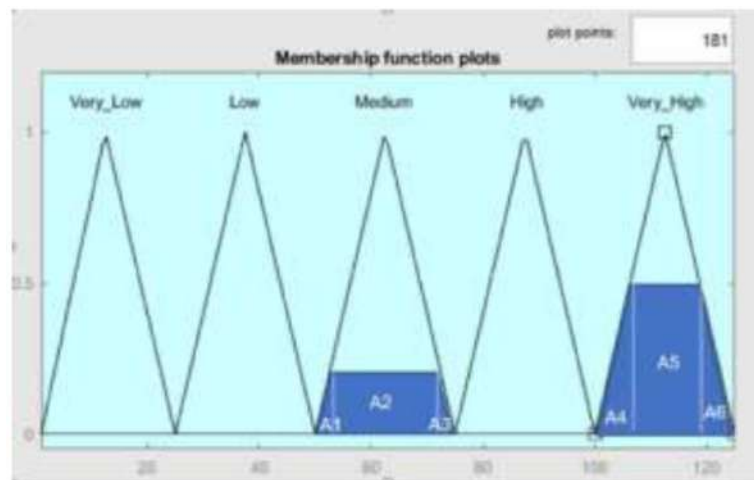 plot points: 181
Membership function plots
Very_Low Low Medium High Very_High
1
0.5
A5
A2
A1 A3 A4 A6
0
20 40 60 80 100 120